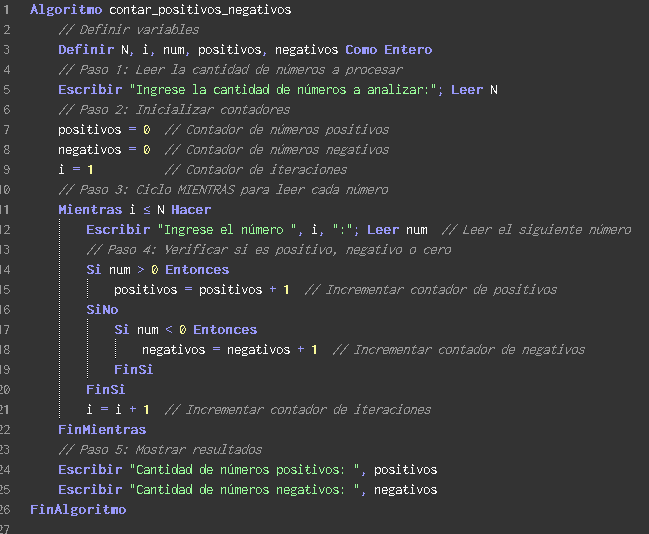 1 Algoritmo contar_positivos_negativos
2 // Definir variables
3 Definir N, i, num, positivos, negativos Como Entero
4 // Paso 1: Leer la cantidad de números a procesar
5 Escribir "Ingrese la cantidad de números a analizar:"; Leer N
6 // Paso 2: Inicializar contadores
7 positivos = 0 // Contador de números positivos
8 negativos = 0 // Contador de números negativos
9 i = 1 // Contador de iteraciones
10 // Paso 3: Ciclo MIENTRAS para leer cada número
11 Mientras i ≤ N Hacer
12 Escribir "Ingrese el número ", i, ":"; Leer num // Leer el siguiente número
13 // Paso 4: Verificar si es positivo, negativo o cero
14 Si num > 0 Entonces
15 positivos = positivos + 1 // Incrementar contador de positivos
16 SiNo
17 Si num < 0 Entonces
18 negativos = negativos + 1 // Incrementar contador de negativos
19 FinSi
20 FinSi
21 i = i + 1 // Incrementar contador de iteraciones
22 FinMientras
23 // Paso 5: Mostrar resultados
24 Escribir "Cantidad de números positivos: ", positivos
25 Escribir "Cantidad de números negativos: ", negativos
26 FinAlgoritmo
27